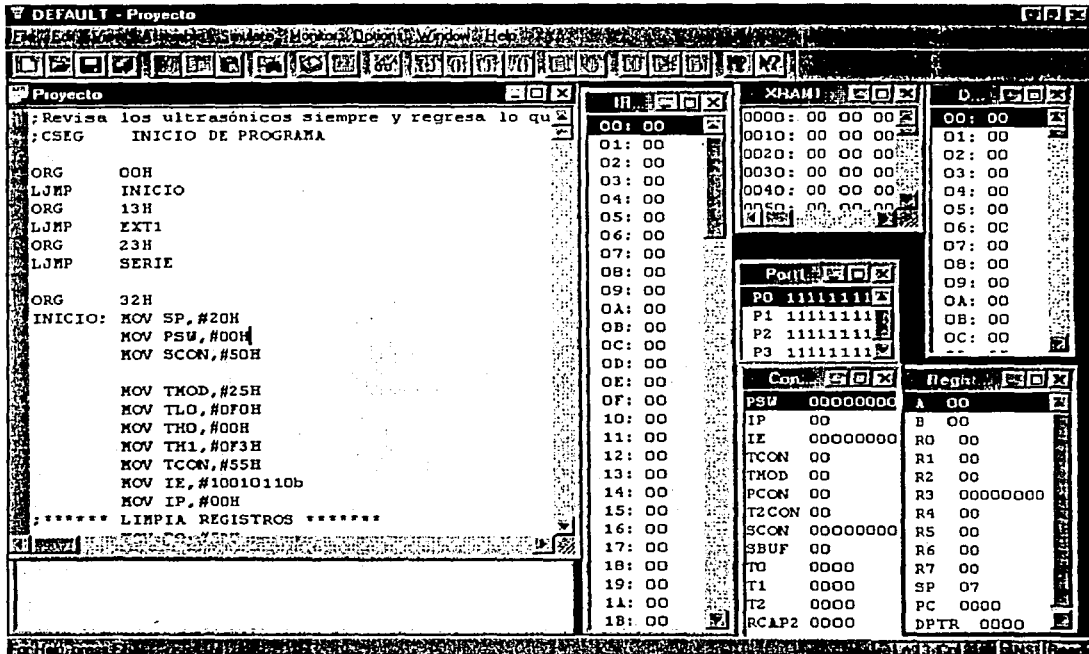 DEFAULT - Proyecto
Proyecto
;Revisa los ultrasónicos siempre y regresa lo qu
;CSEG INICIO DE PROGRAMA
ORG 00H
LJMP INICIO
ORG 13H
LJMP EXT1
ORG 23H
LJMP SERIE
ORG 32H
INICIO: MOV SP,#20H
MOV PSW,#00H
MOV SCON,#50H
MOV TMOD,#25H
MOV TL0,#0F0H
MOV TH0,#00H
MOV TH1,#0F3H
MOV TCON,#55H
MOV IE,#10010110b
MOV IP,#00H
;****** LIMPIA REGISTROS *******
00: 00
01: 00
02: 00
03: 00
04: 00
05: 00
06: 00
07: 00
08: 00
09: 00
0A: 00
0B: 00
0C: 00
0D: 00
0E: 00
0F: 00
10: 00
11: 00
12: 00
13: 00
14: 00
15: 00
16: 00
17: 00
18: 00
19: 00
1A: 00
1B: 00
0000: 00 00 00
0010: 00 00 00
0020: 00 00 00
0030: 00 00 00
0040: 00 00 00
D...
00: 00
01: 00
02: 00
03: 00
04: 00
05: 00
06: 00
07: 00
08: 00
09: 00
0A: 00
0B: 00
0C: 00
P0 11111111
P1 11111111
P2 11111111
P3 11111111
Con
PSW 00000000
IP 00
IE 00000000
TCON 00
TMOD 00
PCON 00
T2CON 00
SCON 00000000
SBUF 00
T0 0000
T1 0000
T2 0000
RCAP2 0000
A 00
B 00
R0 00
R1 00
R2 00
R3 00000000
R4 00
R5 00
R6 00
R7 00
SP 07
PC 0000
DPTR 0000